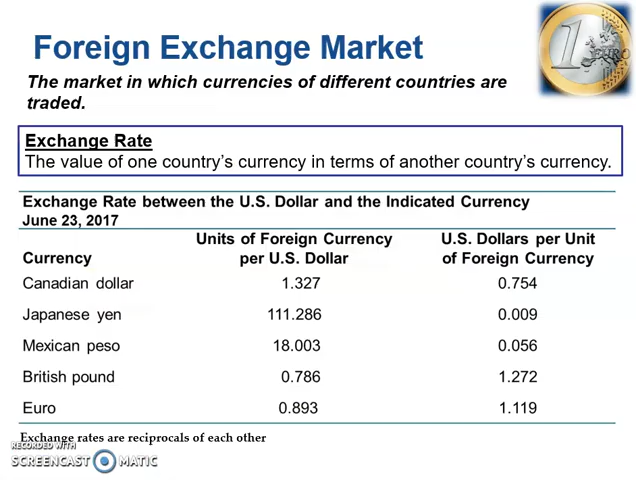 Foreign Exchange Market
The market in which currencies of different countries are
traded.
1 EURO
Exchange Rate
The value of one country's currency in terms of another country's currency.
Exchange Rate between the U.S. Dollar and the Indicated Currency
June 23, 2017
Currency Units of Foreign Currency per U.S. Dollar U.S. Dollars per Unit of Foreign Currency
Canadian dollar 1.327 0.754
Japanese yen 111.286 0.009
Mexican peso 18.003 0.056
British pound 0.786 1.272
Euro 0.893 1.119
Exchange rates are reciprocals of each other
RECORDED WITH
SCREENCAST MATIC